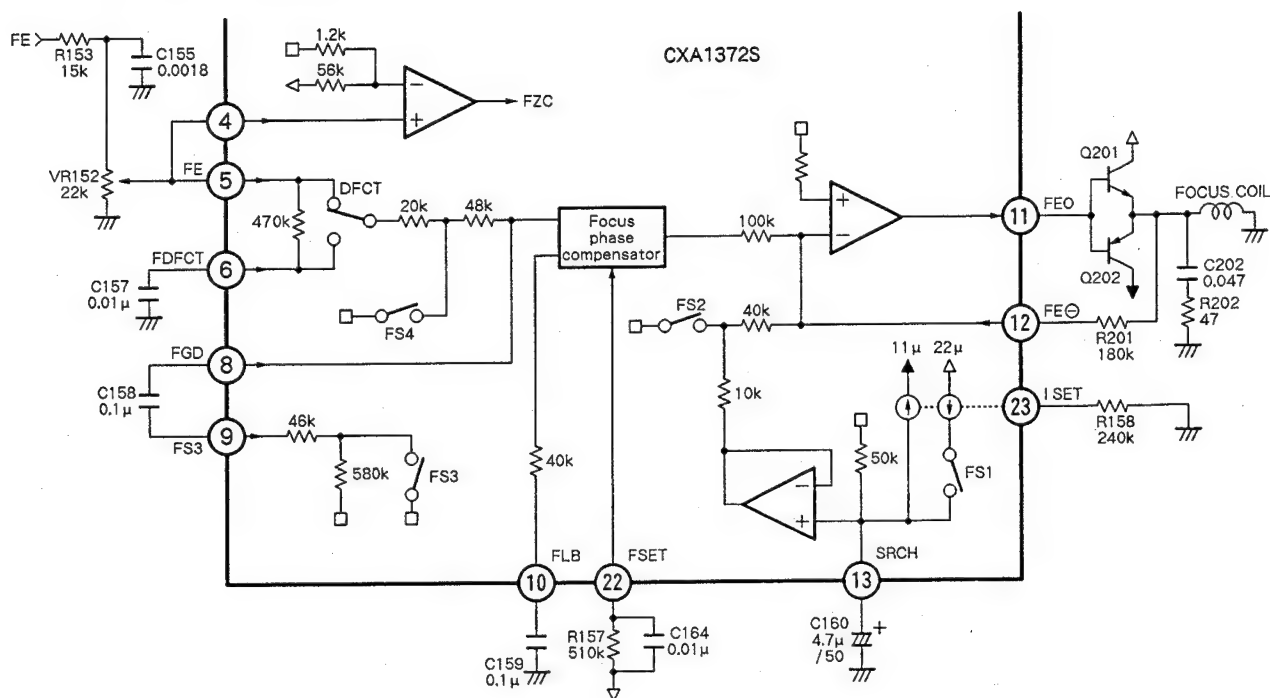 FE
R153
15k
C155
0.0018
1.2k
56k
CXA1372S
FZC
−
+
4
5
FE
VR152
22k
DFCT
470k
20k
48k
Focus
phase
compensator
100k
+
−
11
FEO
Q201
Q202
FOCUS COIL
6
FDFCT
C157
0.01μ
FS4
FS2
40k
12
FE⊖
R201
180k
C202
0.047
R202
47
8
FGD
C158
0.1μ
9
FS3
46k
580k
FS3
40k
10k
11μ
22μ
23
ISET
R158
240k
50k
FS1
−
+
FLB
10
FSET
22
SRCH
13
C159
0.1μ
R157
510k
C164
0.01μ
C160
4.7μ
/50
+